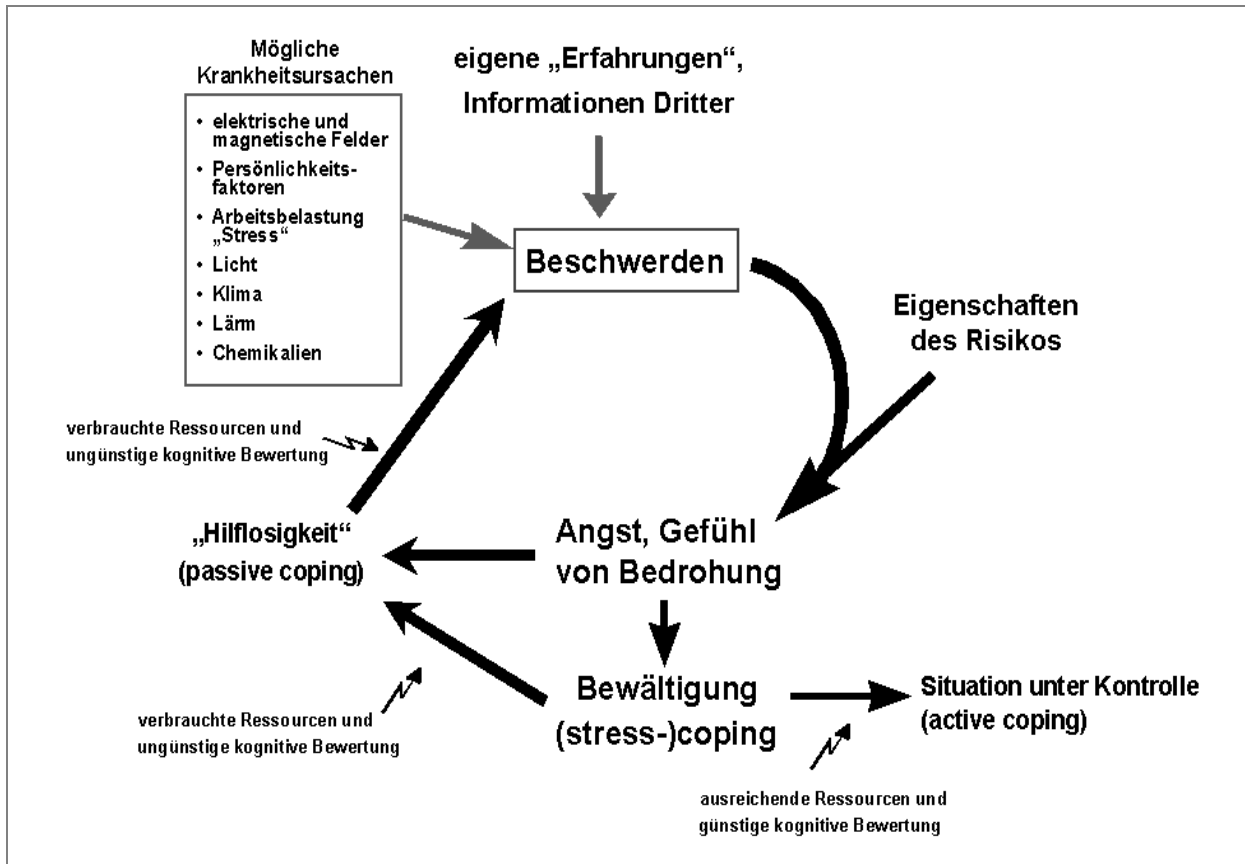 Mögliche
Krankheitsursachen
• elektrische und
magnetische Felder
• Persönlichkeits-
faktoren
• Arbeitsbelastung
„Stress“
• Licht
• Klima
• Lärm
• Chemikalien
eigene „Erfahrungen“,
Informationen Dritter
Beschwerden
Eigenschaften
des Risikos
verbrauchte Ressourcen und
ungünstige kognitive Bewertung
„Hilflosigkeit“
(passive coping)
Angst, Gefühl
von Bedrohung
Bewältigung
(stress-)coping
Situation unter Kontrolle
(active coping)
verbrauchte Ressourcen und
ungünstige kognitive Bewertung
ausreichende Ressourcen und
günstige kognitive Bewertung